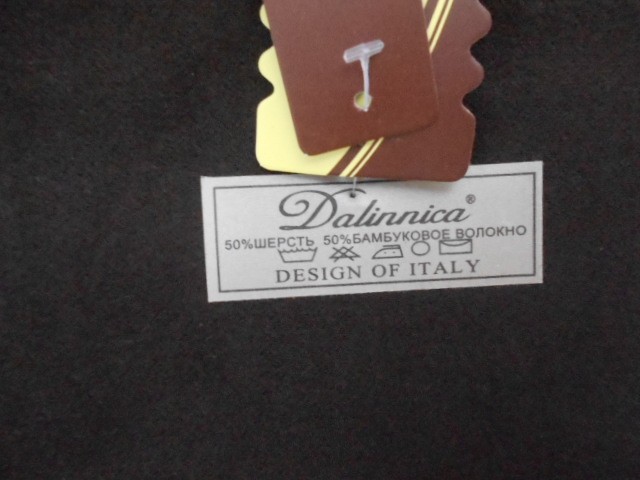 Dalinnica®
50%ШЕРСТЬ 50%БАМБУКОВОЕ ВОЛОКНО
DESIGN OF ITALY